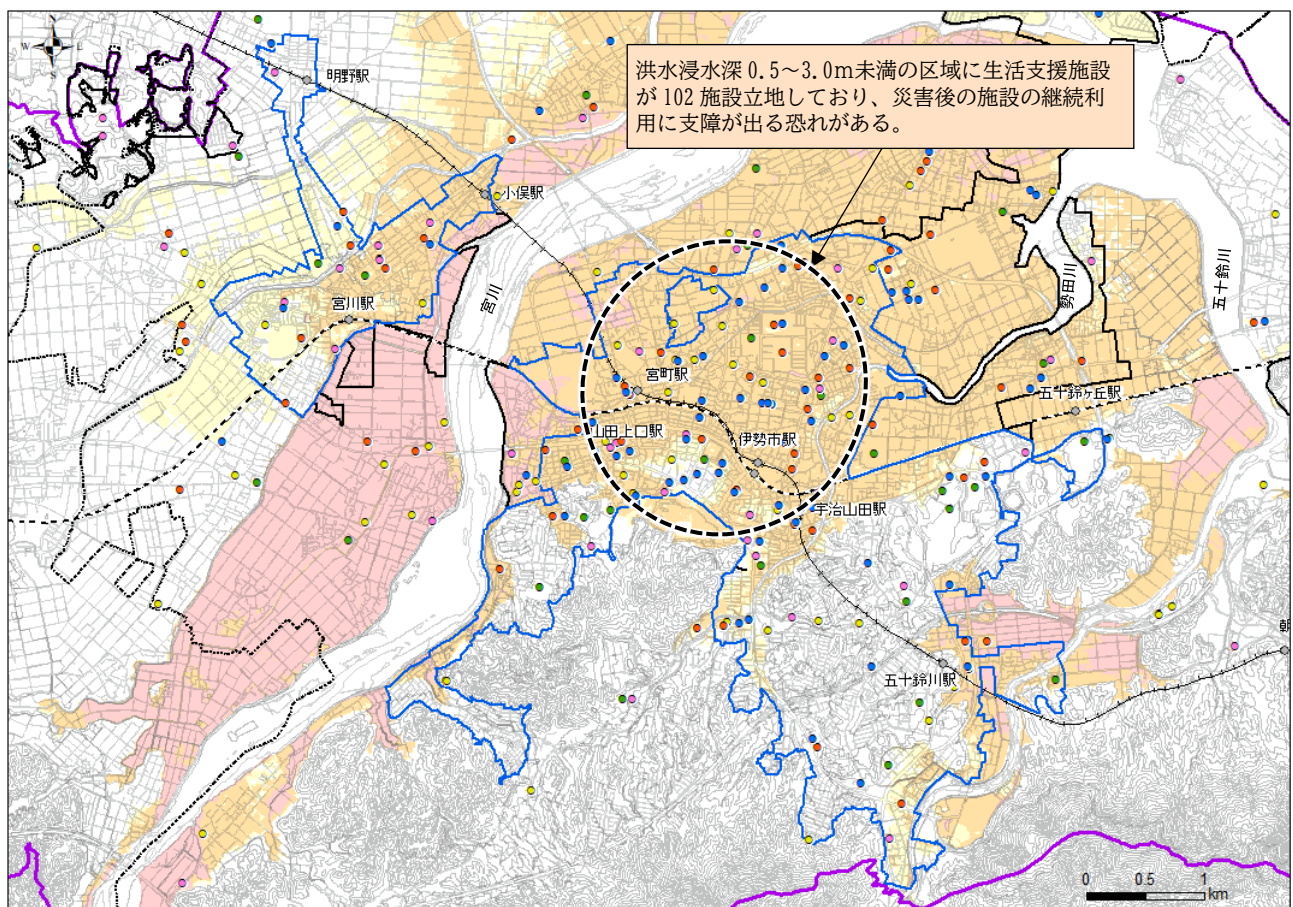 N
W
E
S
明野駅
洪水浸水深 0.5～3.0m未満の区域に生活支援施設
が 102 施設立地しており、災害後の施設の継続利
用に支障が出る恐れがある。
小俣駅
宮川駅
宮川
勢田川
五十鈴川
宮町駅
五十鈴ヶ丘駅
山田上口駅
伊勢市駅
宇治山田駅
五十鈴川駅
朝
0 0.5 1
km